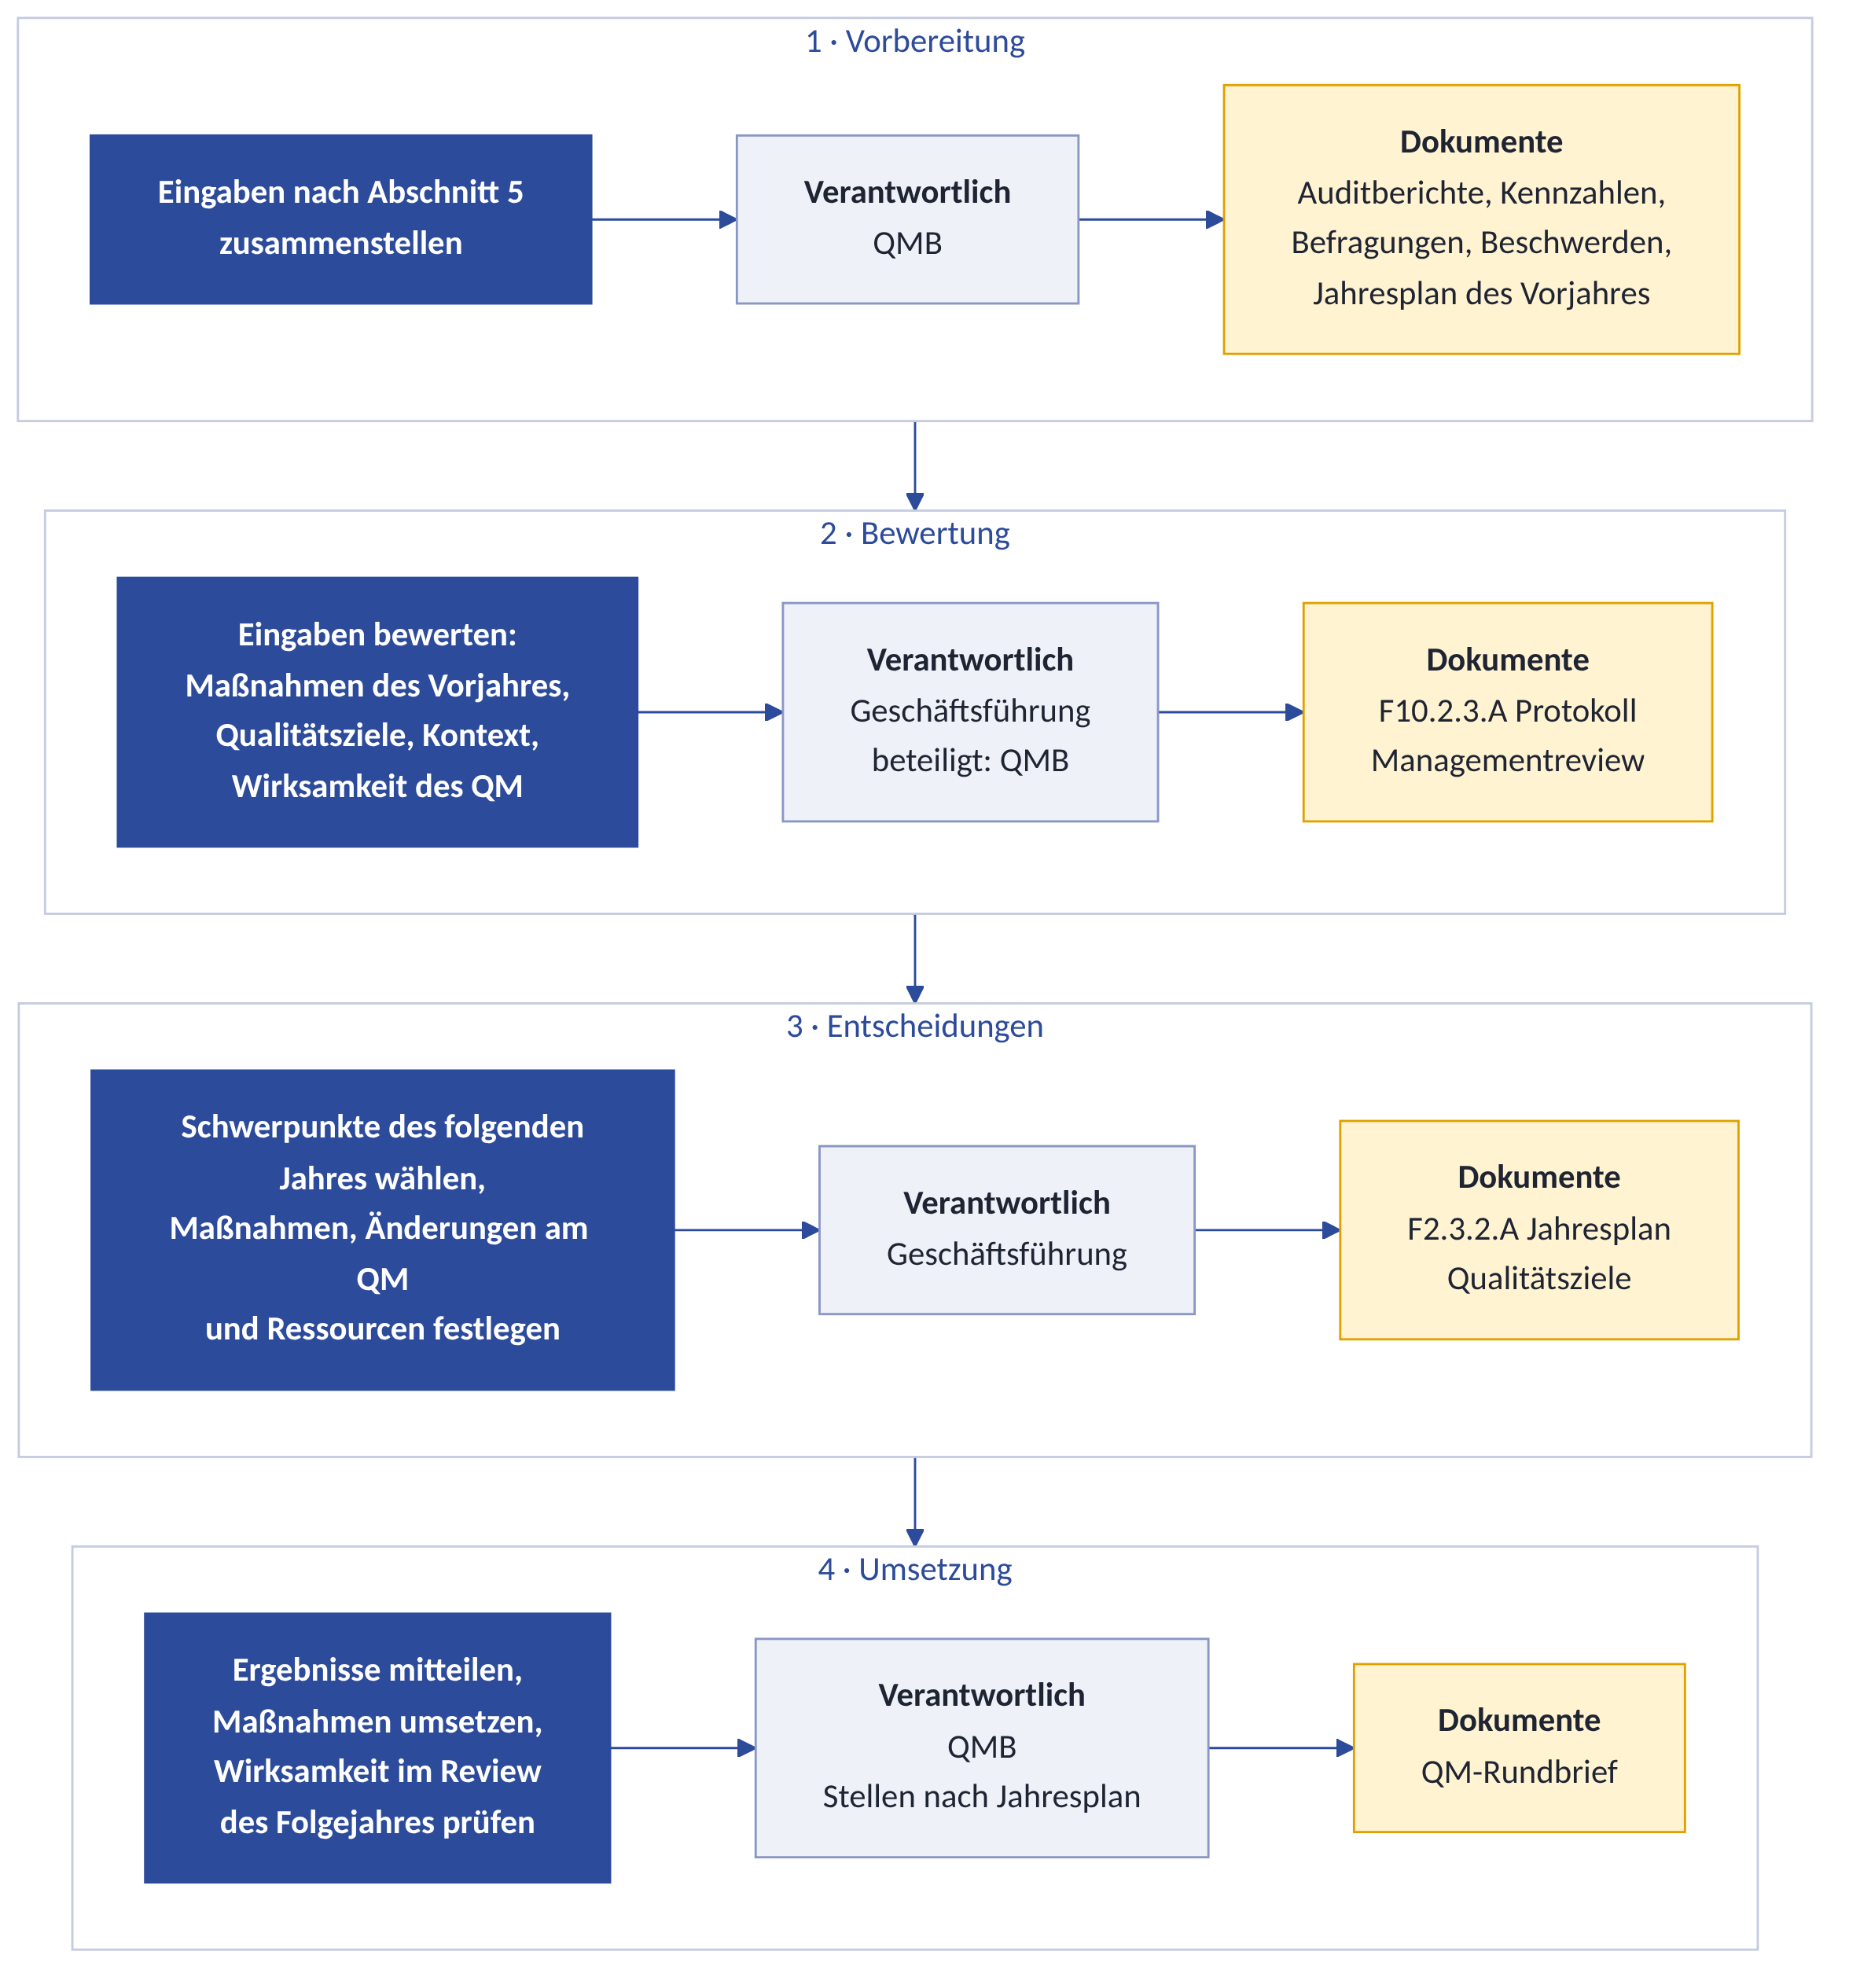 1 · Vorbereitung
Eingaben nach Abschnitt 5
zusammenstellen
Verantwortlich
QMB
Dokumente
Auditberichte, Kennzahlen,
Befragungen, Beschwerden,
Jahresplan des Vorjahres
2 · Bewertung
Eingaben bewerten:
Maßnahmen des Vorjahres,
Qualitätsziele, Kontext,
Wirksamkeit des QM
Verantwortlich
Geschäftsführung
beteiligt: QMB
Dokumente
F10.2.3.A Protokoll
Managementreview
3 · Entscheidungen
Schwerpunkte des folgenden
Jahres wählen,
Maßnahmen, Änderungen am
QM
und Ressourcen festlegen
Verantwortlich
Geschäftsführung
Dokumente
F2.3.2.A Jahresplan
Qualitätsziele
4 · Umsetzung
Ergebnisse mitteilen,
Maßnahmen umsetzen,
Wirksamkeit im Review
des Folgejahres prüfen
Verantwortlich
QMB
Stellen nach Jahresplan
Dokumente
QM-Rundbrief